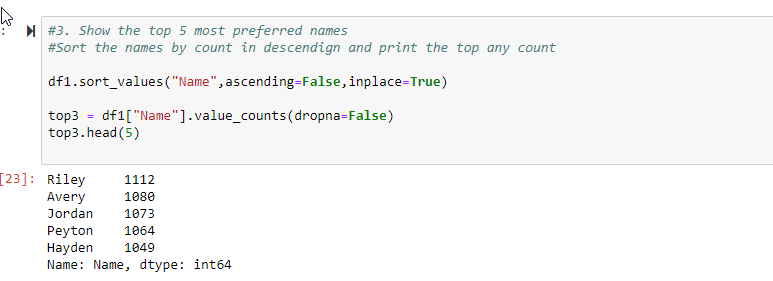 : #3. Show the top 5 most preferred names
#Sort the names by count in descendign and print the top any count
df1.sort_values("Name",ascending=False,inplace=True)
top3 = df1["Name"].value_counts(dropna=False)
top3.head(5)
[23]: Riley 1112
Avery 1080
Jordan 1073
Peyton 1064
Hayden 1049
Name: Name, dtype: int64